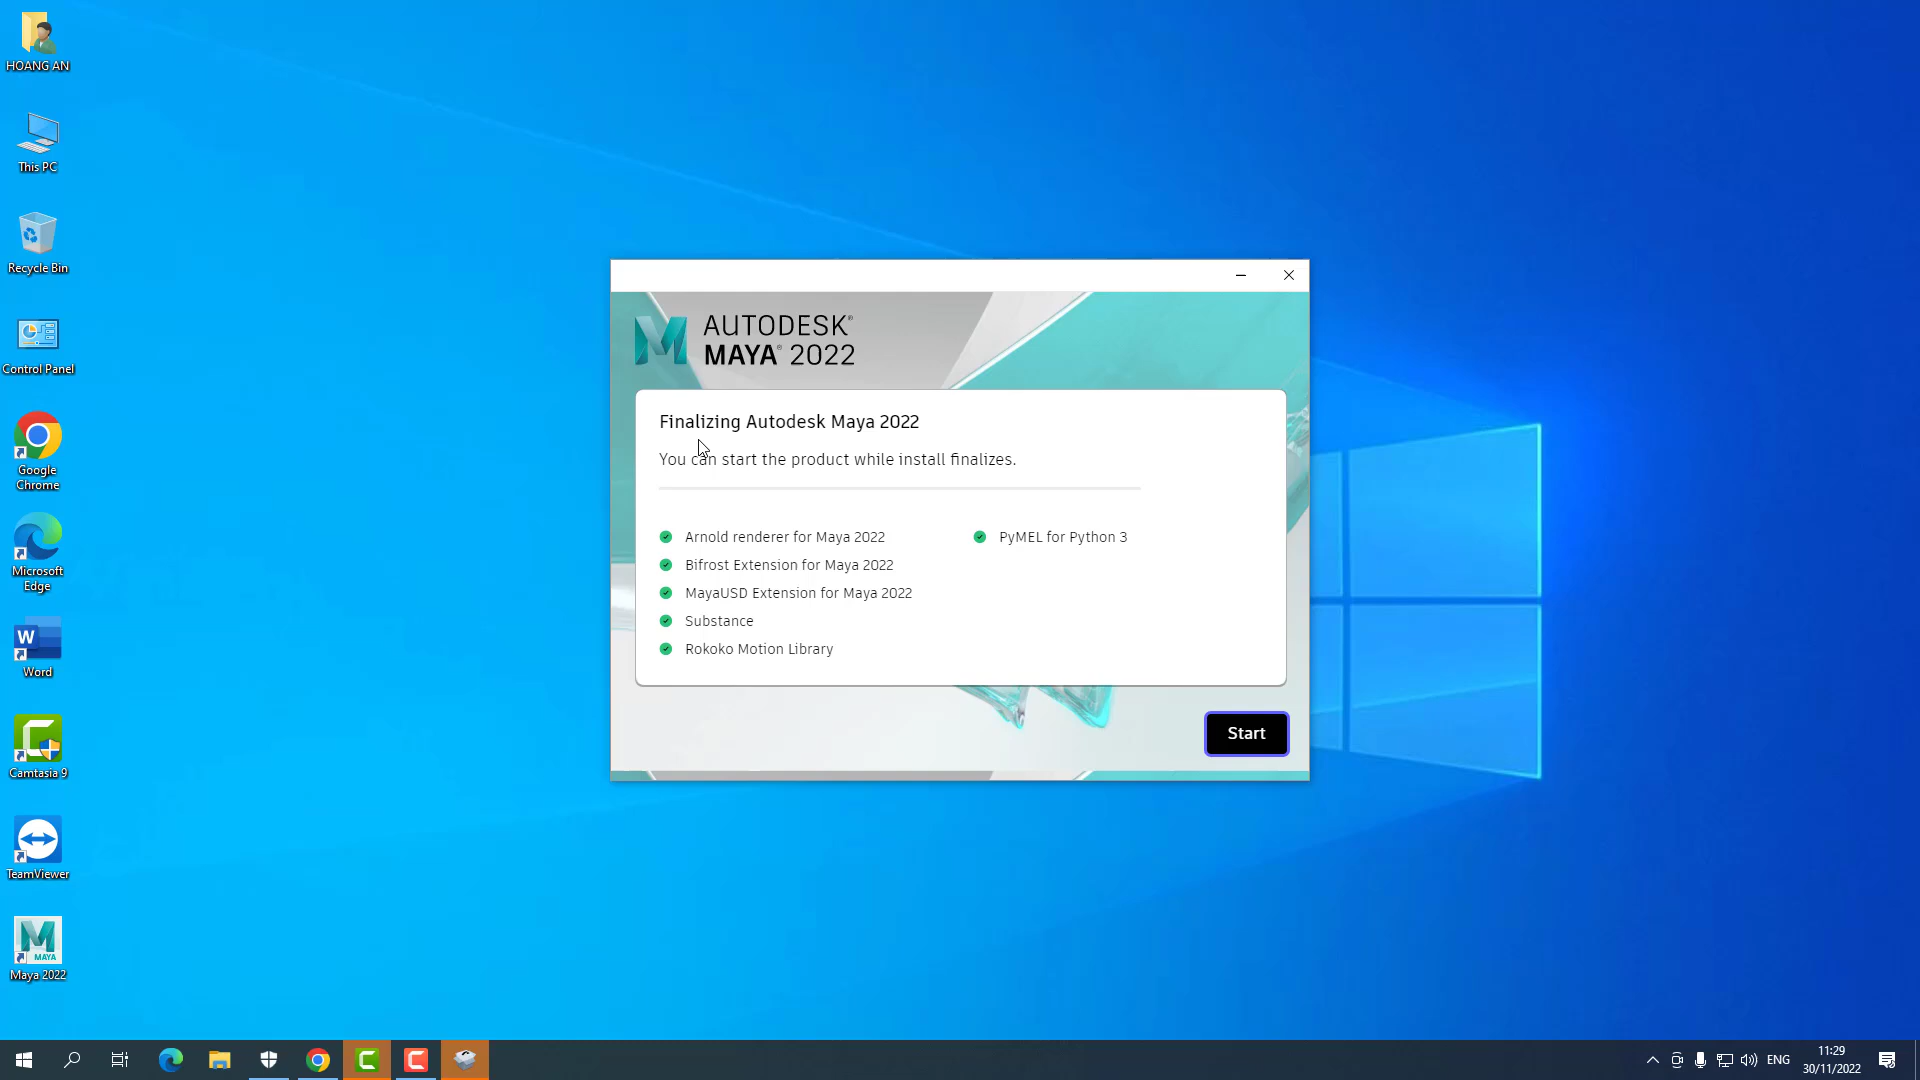 HOANG AN
This PC
Recycle Bin
Control Panel
Google
Chrome
Microsoft
Edge
W
Word
Camtasia 9
TeamViewer
M
MAYA
Maya 2022
M
AUTODESK®
MAYA® 2022
Finalizing Autodesk Maya 2022
You can start the product while install finalizes.
Arnold renderer for Maya 2022
Bifrost Extension for Maya 2022
MayaUSD Extension for Maya 2022
Substance
Rokoko Motion Library
PyMEL for Python 3
Start
ENG
11:29
30/11/2022